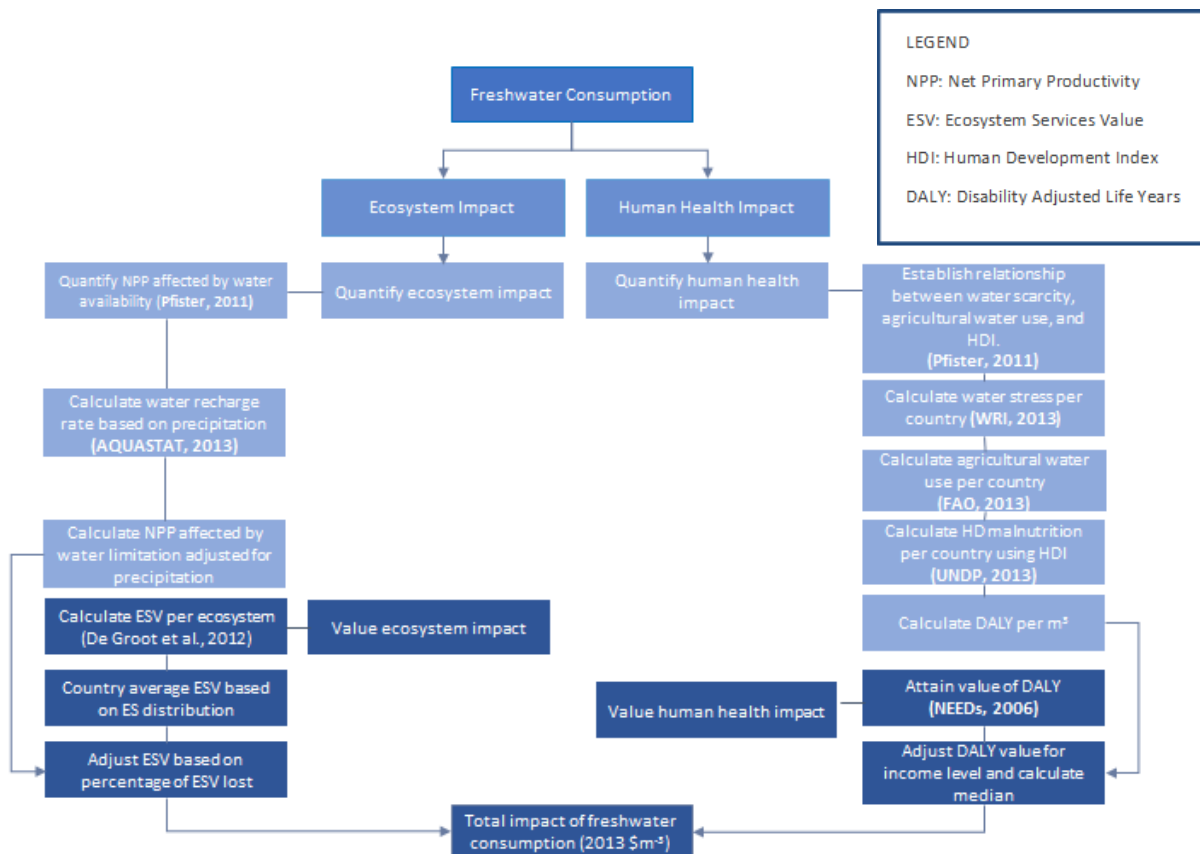 LEGEND
NPP: Net Primary Productivity
ESV: Ecosystem Services Value
HDI: Human Development Index
DALY: Disability Adjusted Life Years
Freshwater Consumption
Ecosystem Impact
Human Health Impact
Quantify NPP affected by water
availability (Pfister, 2011)
Quantify ecosystem impact
Quantify human health
impact
Establish relationship
between water scarcity,
agricultural water use, and
HDI.
(Pfister, 2011)
Calculate water recharge
rate based on precipitation
(AQUASTAT, 2013)
Calculate water stress per
country (WRI, 2013)
Calculate agricultural water
use per country
(FAO, 2013)
Calculate NPP affected by
water limitation adjusted for
precipitation
Calculate HD malnutrition
per country using HDI
(UNDP, 2013)
Calculate ESV per ecosystem
(De Groot et al., 2012)
Value ecosystem impact
Calculate DALY per m³
Country average ESV based
on ES distribution
Value human health impact
Attain value of DALY
(NEEDs, 2006)
Adjust ESV based on
percentage of ESV lost
Adjust DALY value for
income level and calculate
median
Total impact of freshwater
consumption (2013 $m⁻³)